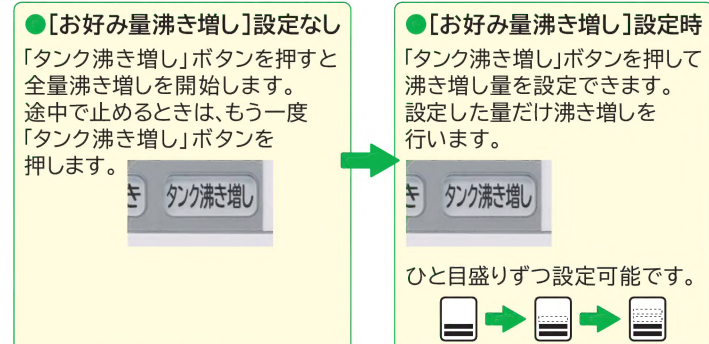 ●[お好み量沸き増し]設定なし
「タンク沸き増し」ボタンを押すと
全量沸き増しを開始します。
途中で止めるときは、もう一度
「タンク沸き増し」ボタンを
押します。
き タンク沸き増し
●[お好み量沸き増し]設定時
「タンク沸き増し」ボタンを押して
沸き増し量を設定できます。
設定した量だけ沸き増しを
行います。
き タンク沸き増し
ひと目盛りずつ設定可能です。